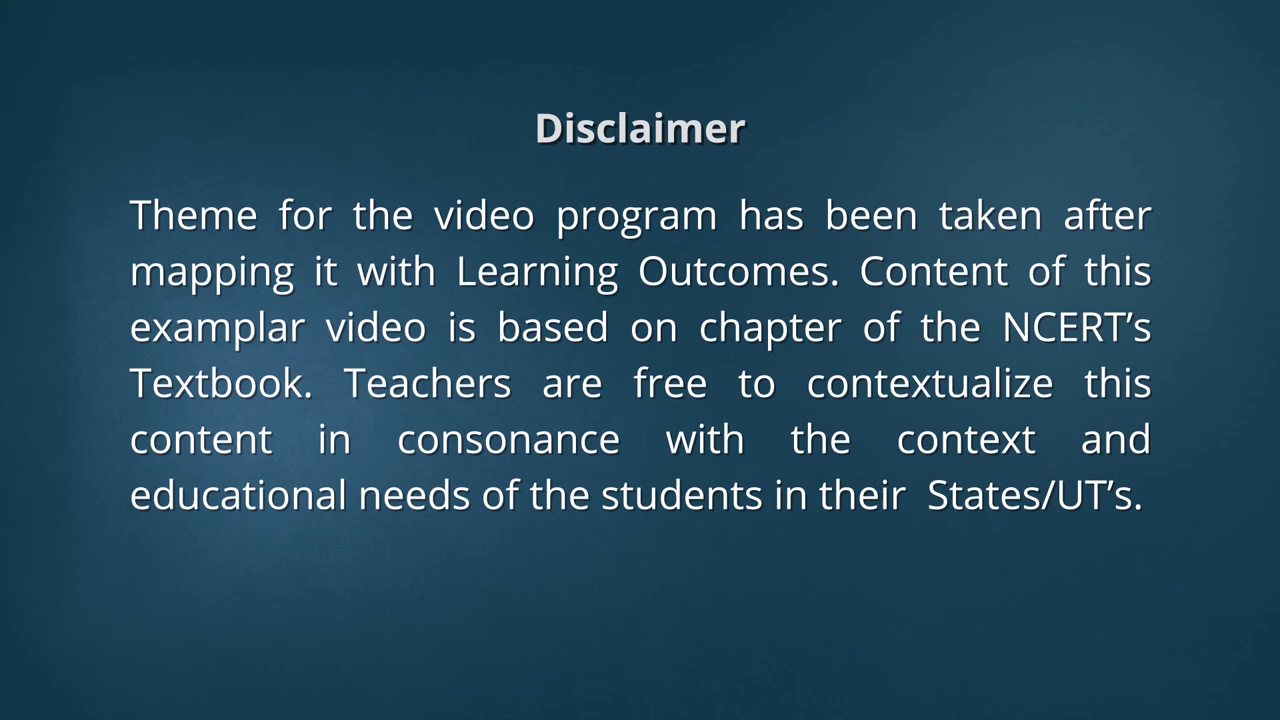 Disclaimer
Theme for the video program has been taken after
mapping it with Learning Outcomes. Content of this
examplar video is based on chapter of the NCERT’s
Textbook. Teachers are free to contextualize this
content in consonance with the context and
educational needs of the students in their  States/UT’s.